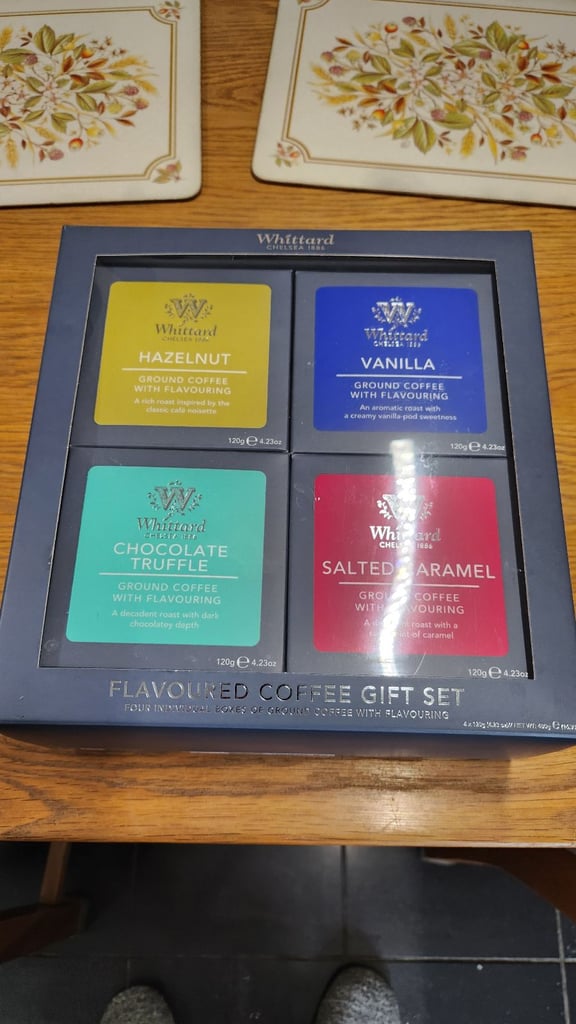 Whittard
CHELSEA 1886
W
Whittard
CHELSEA 1886
HAZELNUT
GROUND COFFEE
WITH FLAVOURING
A rich roast inspired by the
classic café noisette
120g e 4.23oz
W
Whittard
CHELSEA 1886
VANILLA
GROUND COFFEE
WITH FLAVOURING
An aromatic roast with
a creamy vanilla-pod sweetness
120g e 4.23oz
W
Whittard
CHELSEA 1886
CHOCOLATE
TRUFFLE
GROUND COFFEE
WITH FLAVOURING
A decadent roast with dark
chocolatey depth
120g e 4.23oz
W
Whittard
CHELSEA 1886
SALTED CARAMEL
GROUND COFFEE
WITH FLAVOURING
A roast with a
of caramel
120g e 4.23oz
FLAVOURED COFFEE GIFT SET
FOUR INDIVIDUAL BOXES OF GROUND COFFEE WITH FLAVOURING